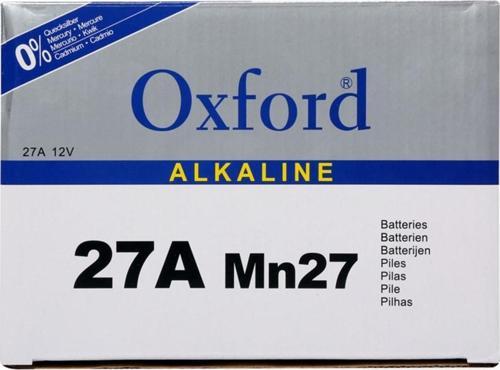 0%
Quecksilber
Mercury • Mercure
Mercurio • Kwik
Cadmium • Cadmio
Oxford®
27A 12V
ALKALINE
27A Mn27
Batteries
Batterien
Batterijen
Piles
Pilas
Pile
Pilhas